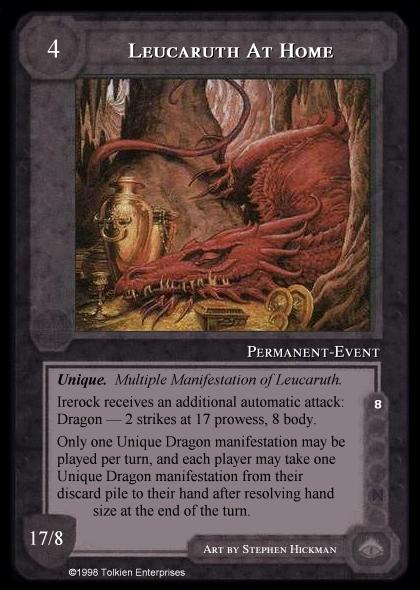 4
LEUCARUTH AT HOME
PERMANENT-EVENT
Unique. Multiple Manifestation of Leucaruth.
Irerock receives an additional automatic attack:
Dragon — 2 strikes at 17 prowess, 8 body.
8
Only one Unique Dragon manifestation may be
played per turn, and each player may take one
Unique Dragon manifestation from their
discard pile to their hand after resolving hand
size at the end of the turn.
N
17/8
ART BY STEPHEN HICKMAN
©1998 Tolkien Enterprises